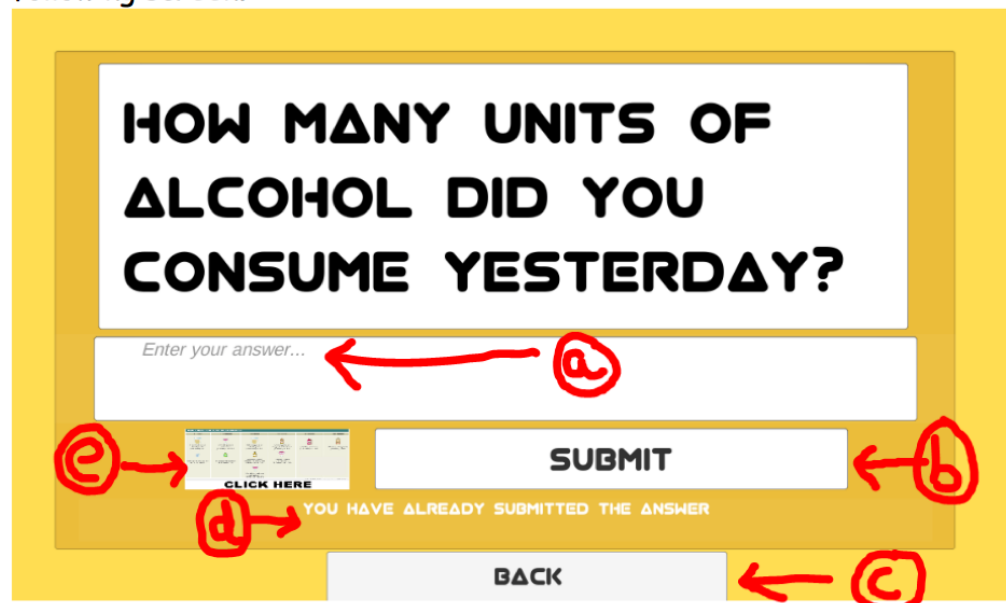 HOW MANY UNITS OF
ALCOHOL DID YOU
CONSUME YESTERDAY?
Enter your answer...
a
SUBMIT
b
e
CLICK HERE
d
YOU HAVE ALREADY SUBMITTED THE ANSWER
BACK
c